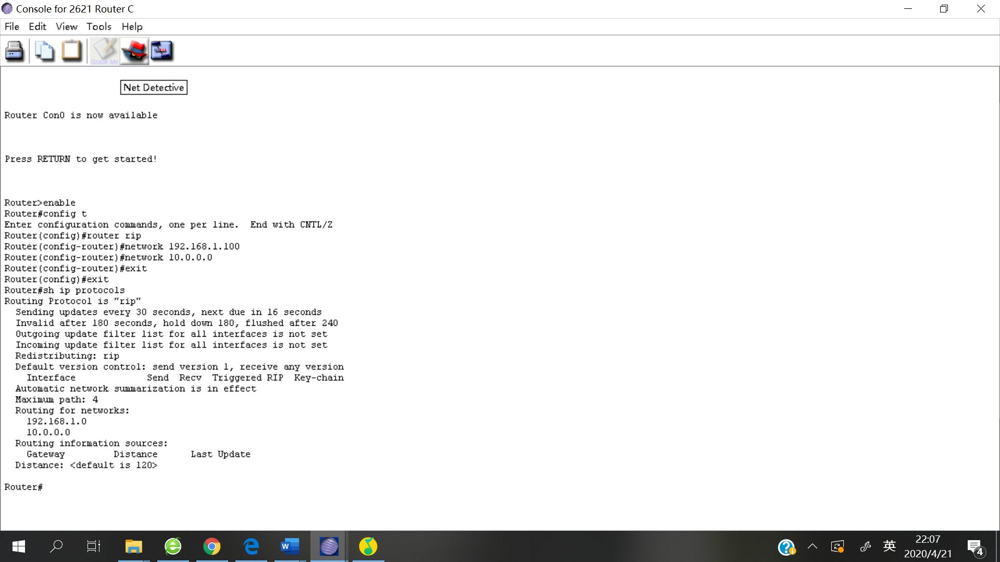 Console for 2621 Router C
File Edit View Tools Help
Grade Me
Net Detective
Router Con0 is now available
Press RETURN to get started!
Router>enable
Router#config t
Enter configuration commands, one per line.  End with CNTL/Z
Router(config)#router rip
Router(config-router)#network 192.168.1.100
Router(config-router)#network 10.0.0.0
Router(config-router)#exit
Router(config)#exit
Router#sh ip protocols
Routing Protocol is "rip"
  Sending updates every 30 seconds, next due in 16 seconds
  Invalid after 180 seconds, hold down 180, flushed after 240
  Outgoing update filter list for all interfaces is not set
  Incoming update filter list for all interfaces is not set
  Redistributing: rip
  Default version control: send version 1, receive any version
    Interface             Send  Recv  Triggered RIP  Key-chain
  Automatic network summarization is in effect
  Maximum path: 4
  Routing for networks:
    192.168.1.0
    10.0.0.0
  Routing information sources:
    Gateway         Distance      Last Update
  Distance: <default is 120>
Router#
英
22:07
2020/4/21
4